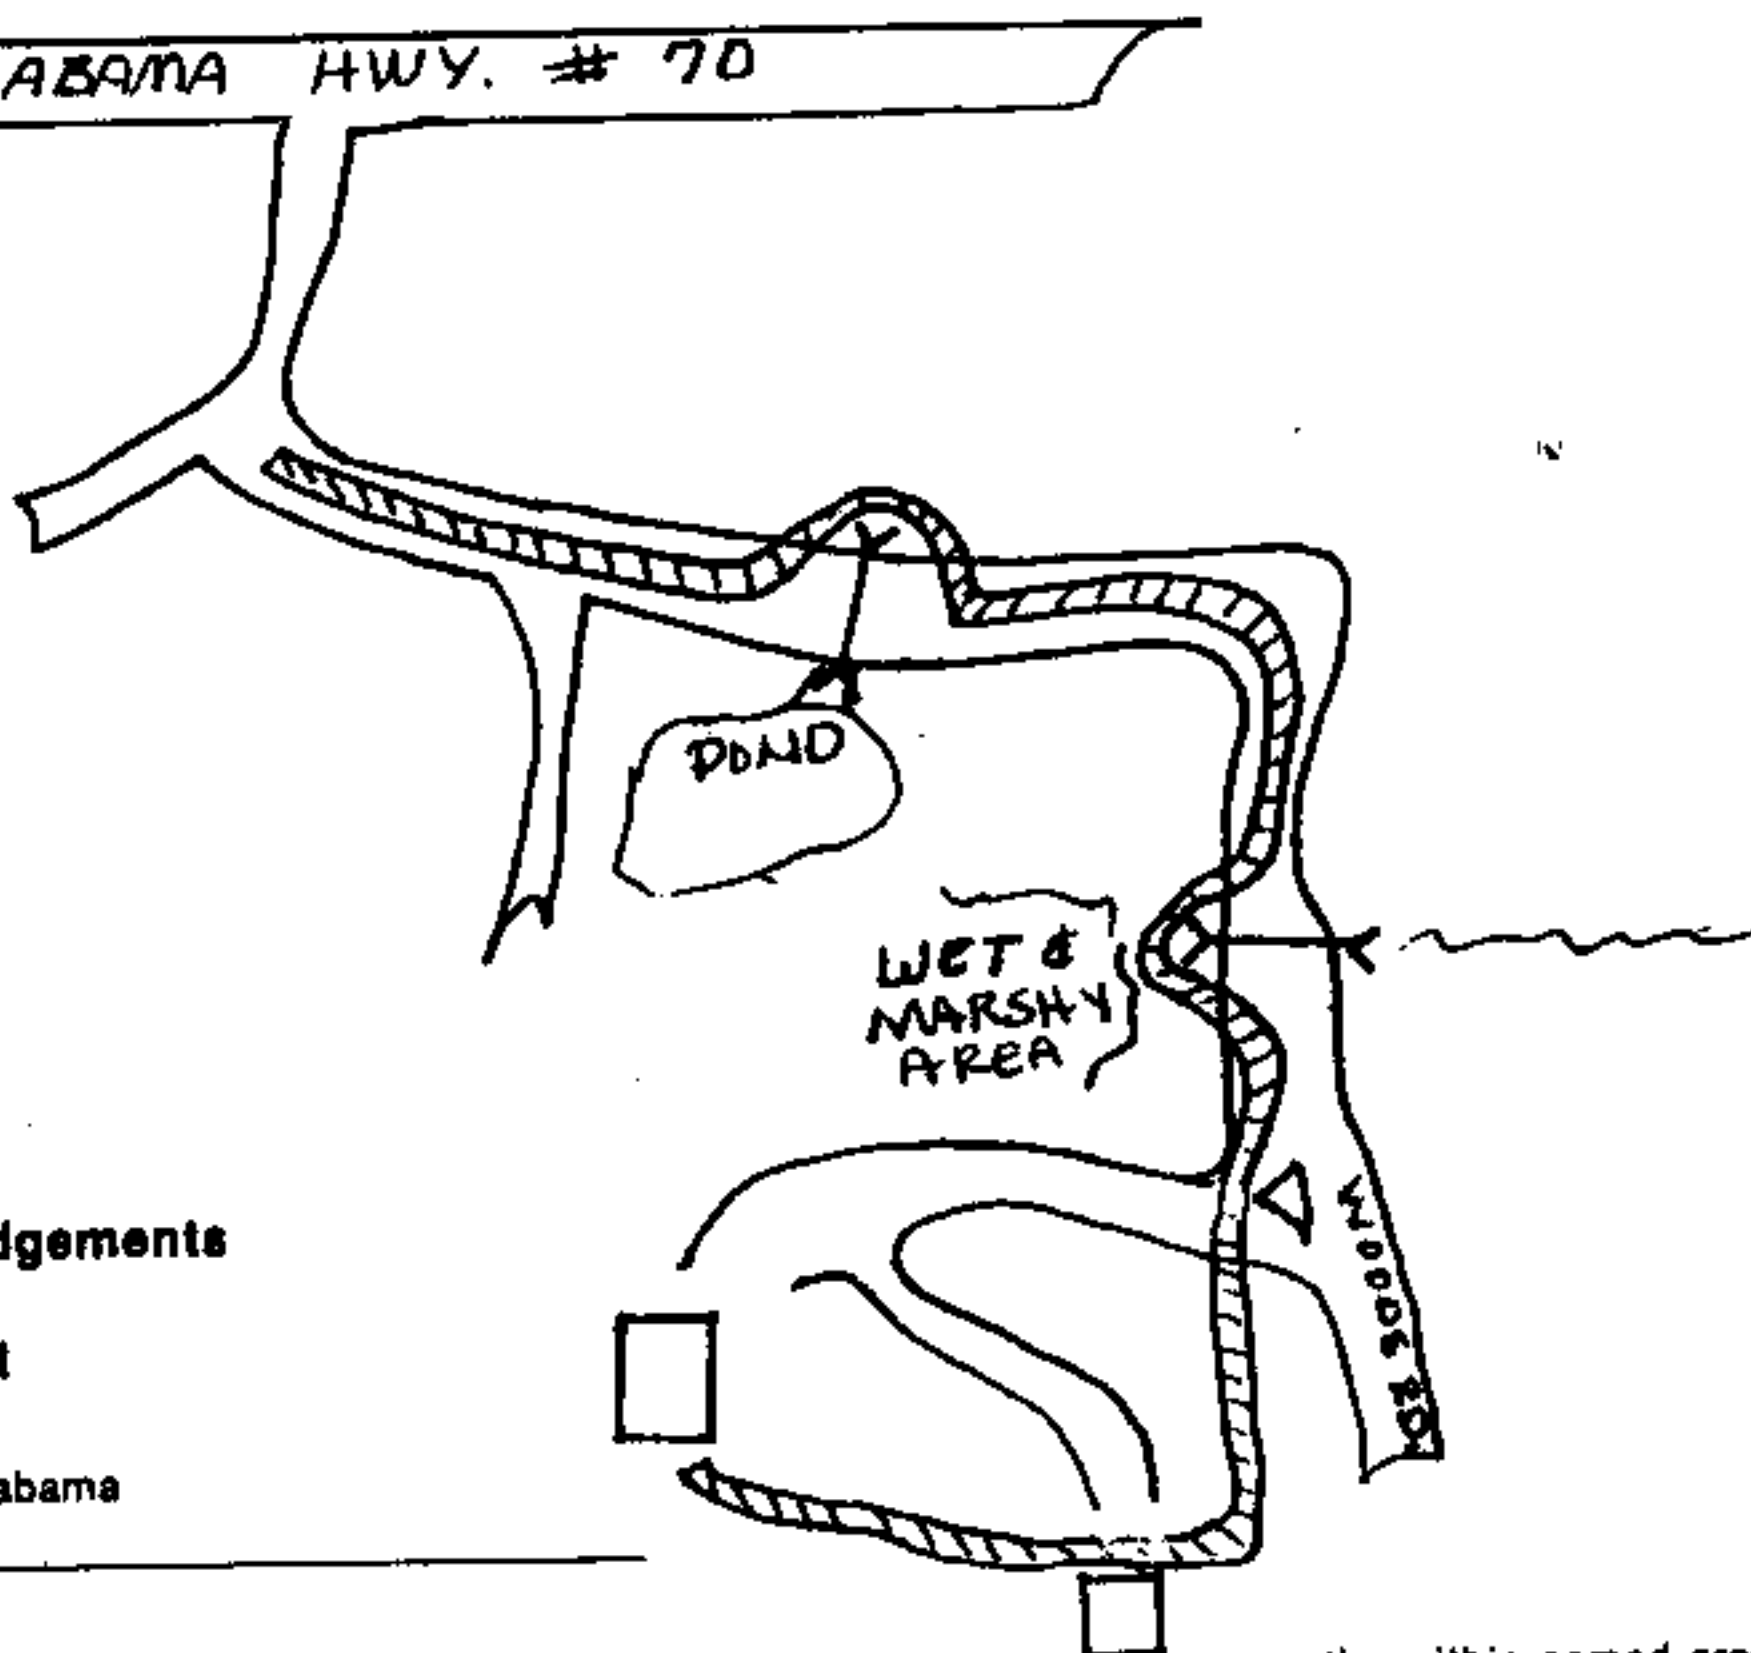 ABAMA HWY. # 70
POND
WET &
MARSHY
AREA
WOODS RD
dgements
t
abama